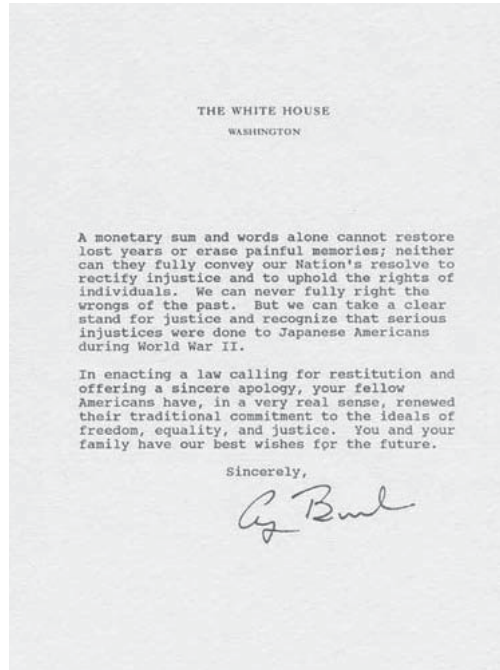 THE WHITE HOUSE
WASHINGTON
A monetary sum and words alone cannot restore
lost years or erase painful memories; neither
can they fully convey our Nation's resolve to
rectify injustice and to uphold the rights of
individuals. We can never fully right the
wrongs of the past. But we can take a clear
stand for justice and recognize that serious
injustices were done to Japanese Americans
during World War II.
In enacting a law calling for restitution and
offering a sincere apology, your fellow
Americans have, in a very real sense, renewed
their traditional commitment to the ideals of
freedom, equality, and justice. You and your
family have our best wishes for the future.
Sincerely,